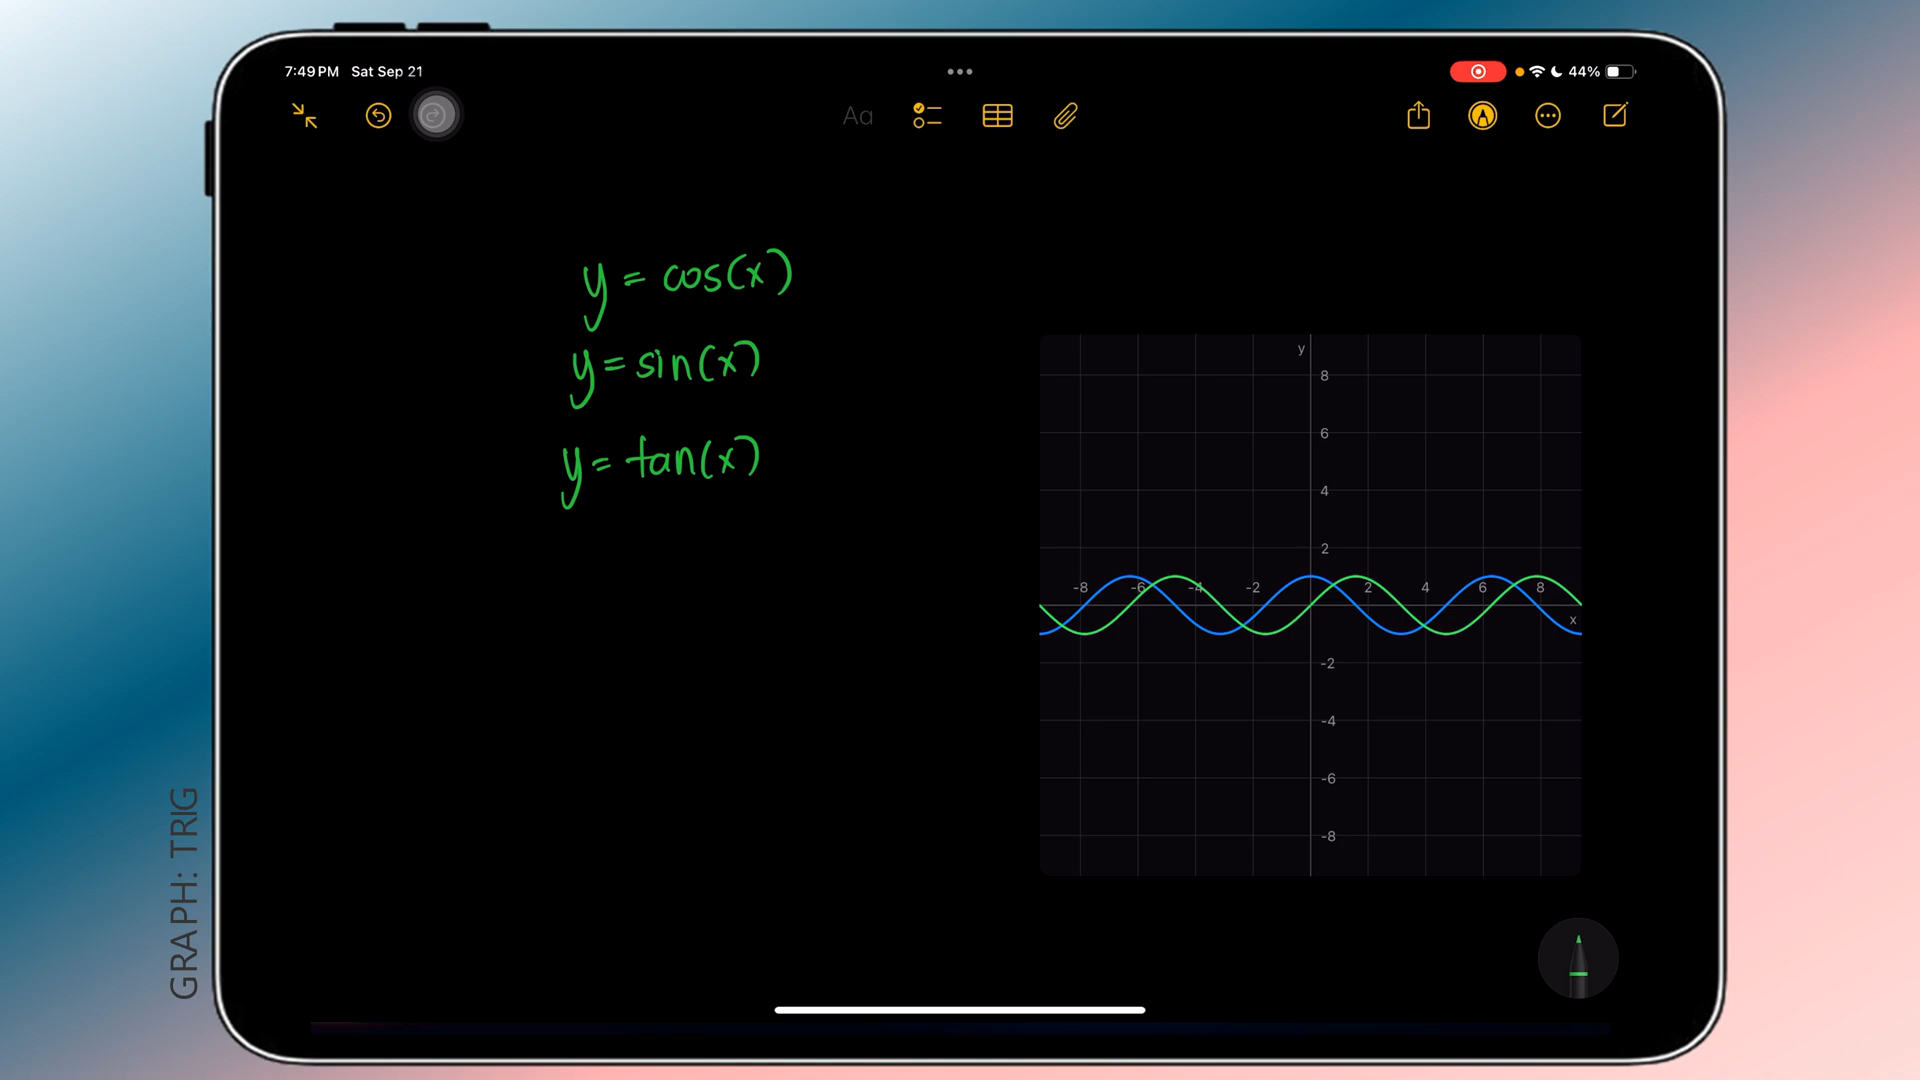 7:49 PM Sat Sep 21
44%
Aa
y = cos(x)
y = sin(x)
y = tan(x)
y
8
6
4
2
-8 -6 -4 -2 2 4 6 8
x
-2
-4
-6
-8
GRAPH: TRIG